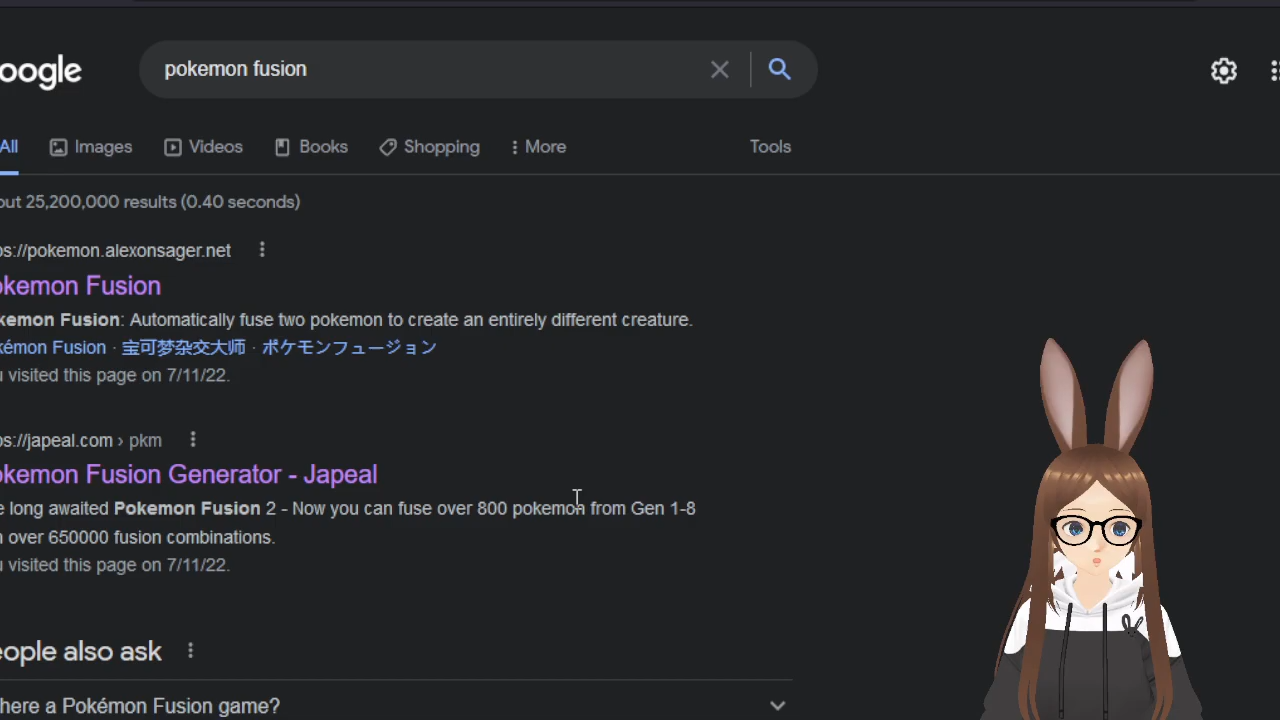 oogle
pokemon fusion
All Images Videos Books Shopping More Tools
out 25,200,000 results (0.40 seconds)
ps://pokemon.alexonsager.net
okemon Fusion
kemon Fusion: Automatically fuse two pokemon to create an entirely different creature.
kémon Fusion · 宝可梦杂交大师 · ポケモンフュージョン
u visited this page on 7/11/22.
ps://japeal.com › pkm
okemon Fusion Generator - Japeal
e long awaited Pokemon Fusion 2 - Now you can fuse over 800 pokemon from Gen 1-8
h over 650000 fusion combinations.
u visited this page on 7/11/22.
eople also ask
here a Pokémon Fusion game?